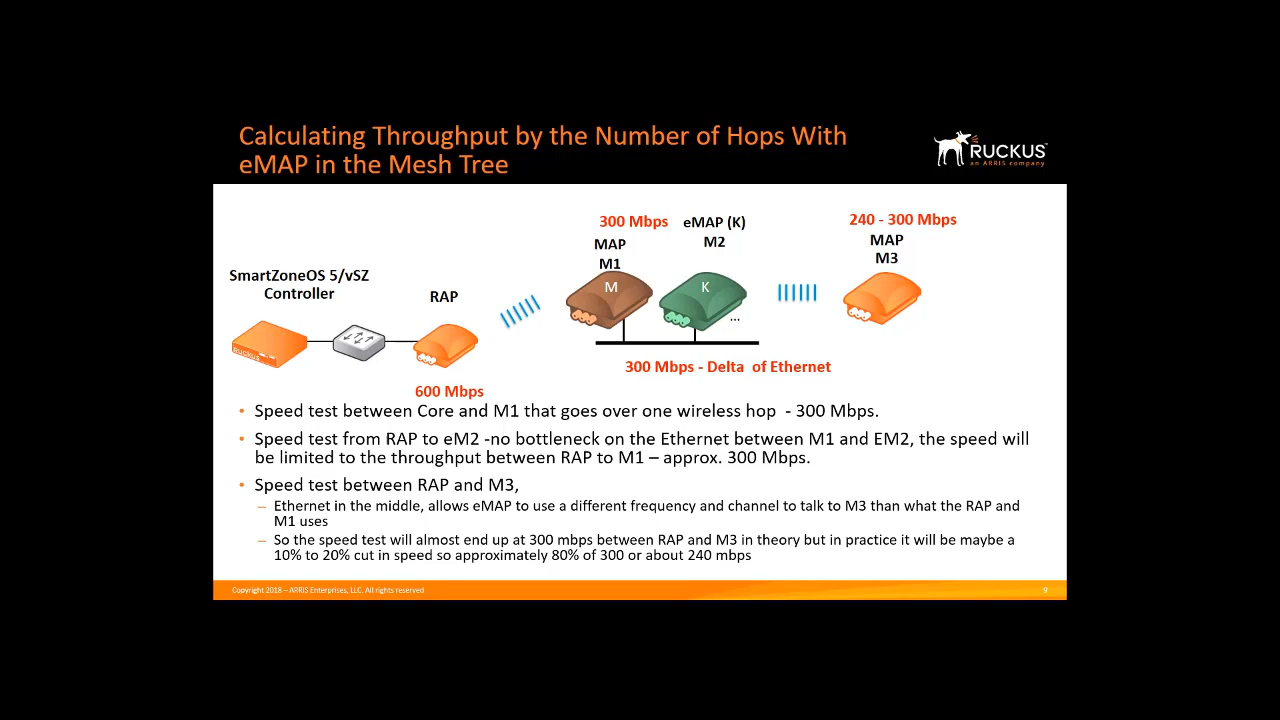 Calculating Throughput by the Number of Hops With
eMAP in the Mesh Tree
RUCKUS
an ARRIS company
300 Mbps
eMAP (K)
M2
240 - 300 Mbps
MAP
M1
MAP
M3
SmartZoneOS 5/vSZ
Controller
RAP
M
K
...
RUCKUS
300 Mbps - Delta of Ethernet
600 Mbps
• Speed test between Core and M1 that goes over one wireless hop - 300 Mbps.
• Speed test from RAP to eM2 -no bottleneck on the Ethernet between M1 and EM2, the speed will
be limited to the throughput between RAP to M1 – approx. 300 Mbps.
• Speed test between RAP and M3,
– Ethernet in the middle, allows eMAP to use a different frequency and channel to talk to M3 than what the RAP and
M1 uses
– So the speed test will almost end up at 300 mbps between RAP and M3 in theory but in practice it will be maybe a
10% to 20% cut in speed so approximately 80% of 300 or about 240 mbps
Copyright 2018 – ARRIS Enterprises, LLC. All rights reserved
9